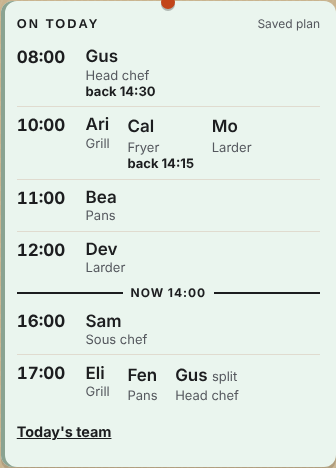 ON TODAY Saved plan
08:00 Gus
Head chef
back 14:30
10:00 Ari Cal Mo
Grill Fryer Larder
back 14:15
11:00 Bea
Pans
12:00 Dev
Larder
NOW 14:00
16:00 Sam
Sous chef
17:00 Eli Fen Gus split
Grill Pans Head chef
Today's team